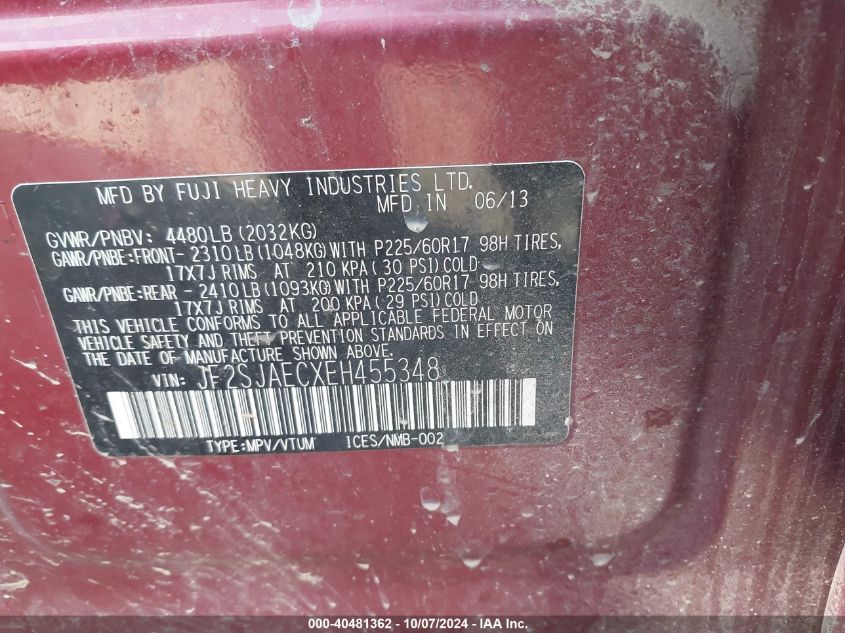 MFD BY FUJI HEAVY INDUSTRIES LTD.
MFD IN 06/13
GVWR/PNBV: 4480LB (2032KG)
GAWR/PNBE:FRONT- 2310LB (1048KG) WITH P225/60R17 98H TIRES,
17X7J RIMS AT 210 KPA ( 30 PSI) COLD
GAWR/PNBE:REAR - 2410LB (1093KG) WITH P225/60R17 98H TIRES,
17X7J RIMS AT 200 KPA ( 29 PSI) COLD
THIS VEHICLE CONFORMS TO ALL APPLICABLE FEDERAL MOTOR
VEHICLE SAFETY AND THEFT PREVENTION STANDARDS IN EFFECT ON
THE DATE OF MANUFACTURE SHOWN ABOVE.
VIN: JF2SJAECXEH455348
TYPE:MPV/VTUM ICES/NMB-002
000-40481362 - 10/07/2024 - IAA Inc.